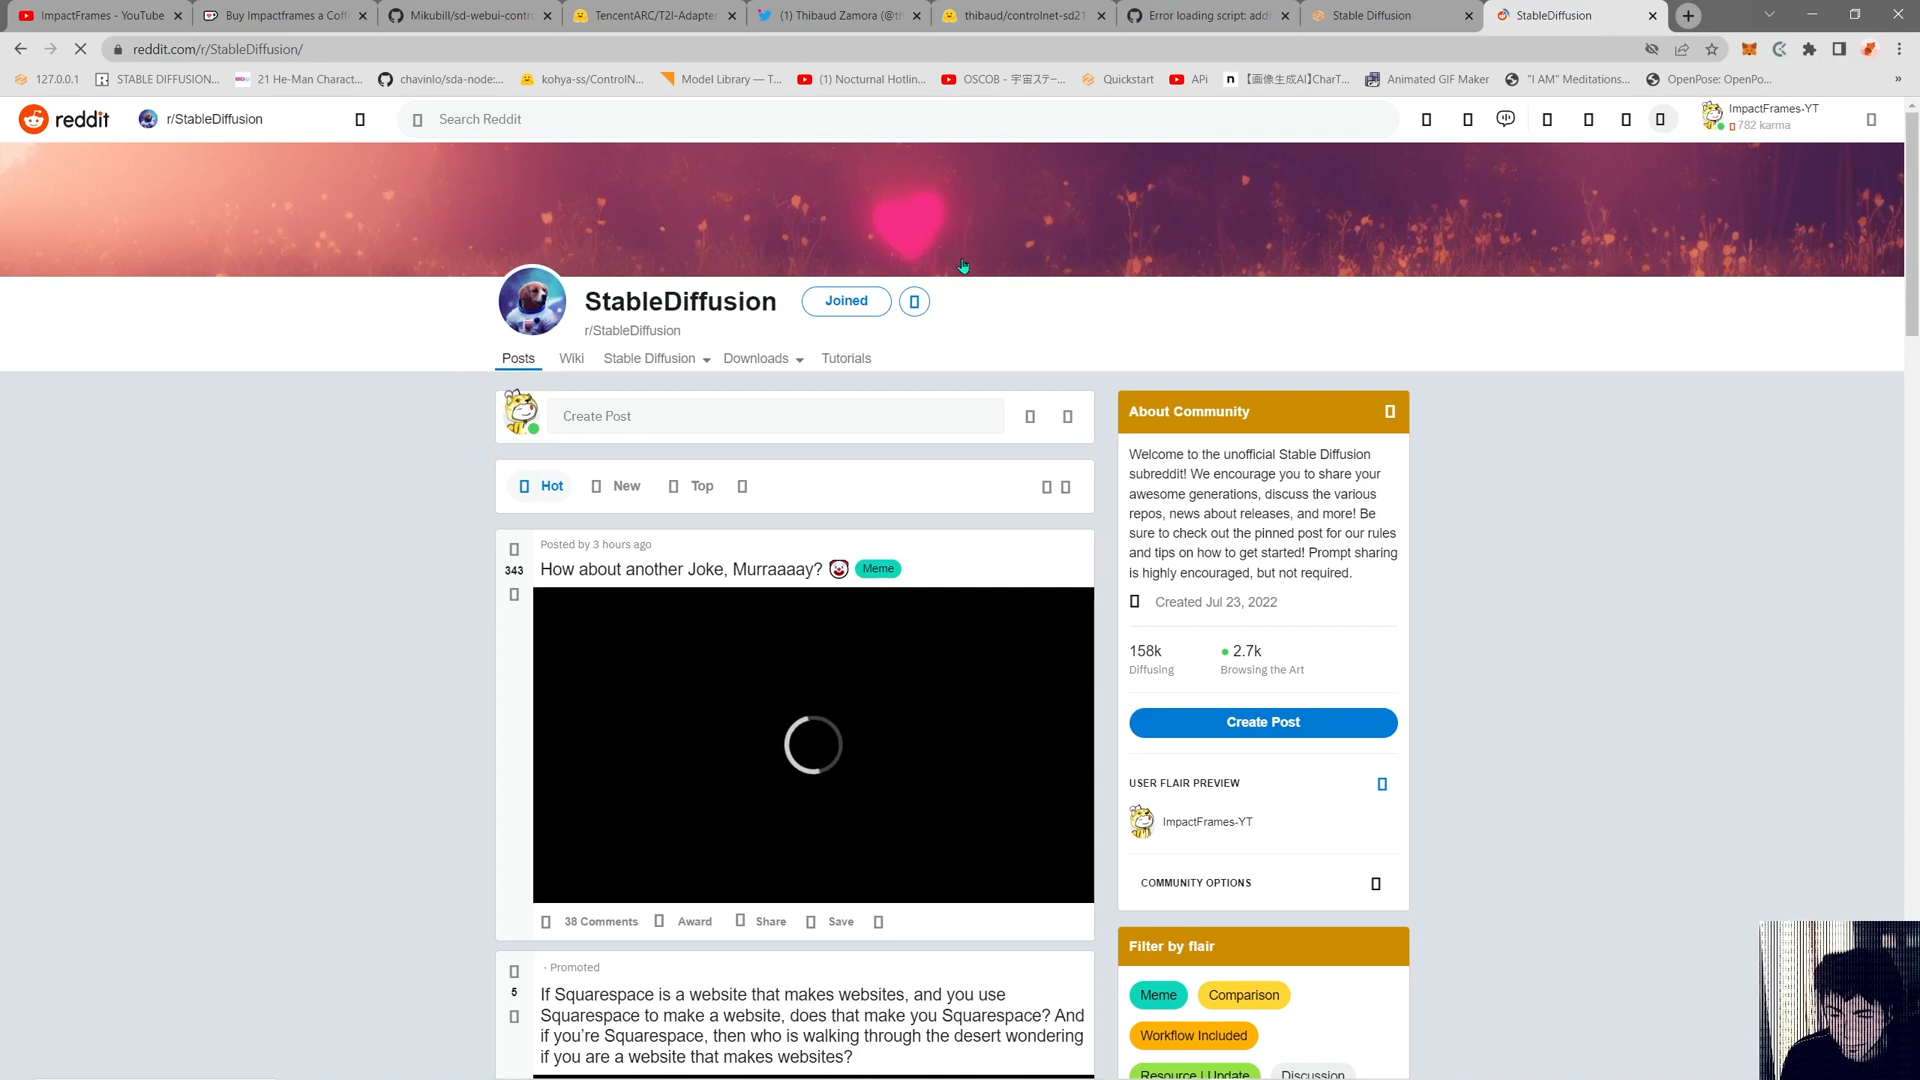 ImpactFrames - YouTube
Buy Impactframes a Coff
Mikubill/sd-webui-contro
TencentARC/T2I-Adapter
(1) Thibaud Zamora (@th
thibaud/controlnet-sd21
Error loading script: addi
Stable Diffusion
StableDiffusion
reddit.com/r/StableDiffusion/
127.0.0.1
STABLE DIFFUSION...
21 He-Man Charact...
chavinlo/sda-node:...
kohya-ss/ControlN...
Model Library — T...
(1) Nocturnal Hotlin...
OSCOB - 宇宙ステー...
Quickstart
APi
【画像生成AI】CharT...
Animated GIF Maker
"I AM" Meditations...
OpenPose: OpenPo...
reddit
r/StableDiffusion
Search Reddit
ImpactFrames-YT
782 karma
StableDiffusion
Joined
r/StableDiffusion
Posts
Wiki
Stable Diffusion
Downloads
Tutorials
Create Post
Hot
New
Top
Posted by 3 hours ago
343
How about another Joke, Murraaaay? 🤡
Meme
38 Comments
Award
Share
Save
· Promoted
5
If Squarespace is a website that makes websites, and you use
Squarespace to make a website, does that make you Squarespace? And
if you're Squarespace, then who is walking through the desert wondering
if you are a website that makes websites?
About Community
Welcome to the unofficial Stable Diffusion
subreddit! We encourage you to share your
awesome generations, discuss the various
repos, news about releases, and more! Be
sure to check out the pinned post for our rules
and tips on how to get started! Prompt sharing
is highly encouraged, but not required.
Created Jul 23, 2022
158k
2.7k
Diffusing
Browsing the Art
Create Post
USER FLAIR PREVIEW
ImpactFrames-YT
COMMUNITY OPTIONS
Filter by flair
Meme
Comparison
Workflow Included
Resource | Update
Discussion